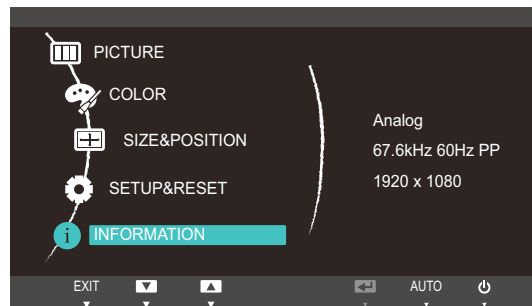 PICTURE
COLOR
SIZE&POSITION
SETUP&RESET
i INFORMATION
Analog
67.6kHz 60Hz PP
1920 x 1080
EXIT
AUTO